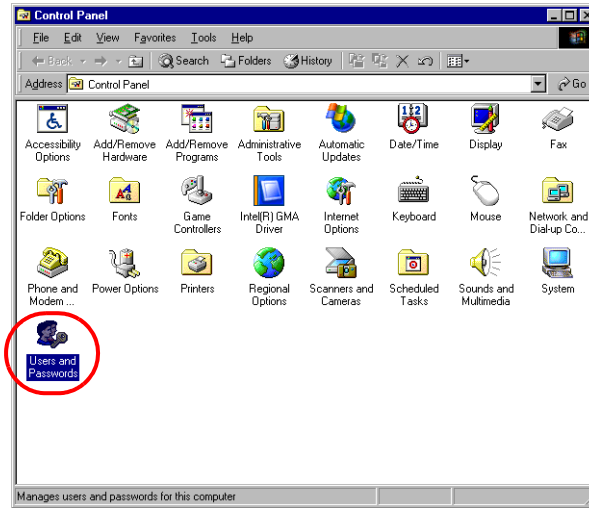 Control Panel
File Edit View Favorites Tools Help
Back Search Folders History
Address Control Panel Go
Accessibility Options
Add/Remove Hardware
Add/Remove Programs
Administrative Tools
Automatic Updates
Date/Time
Display
Fax
Folder Options
Fonts
Game Controllers
Intel(R) GMA Driver
Internet Options
Keyboard
Mouse
Network and Dial-up Co...
Phone and Modem ...
Power Options
Printers
Regional Options
Scanners and Cameras
Scheduled Tasks
Sounds and Multimedia
System
Users and Passwords
Manages users and passwords for this computer